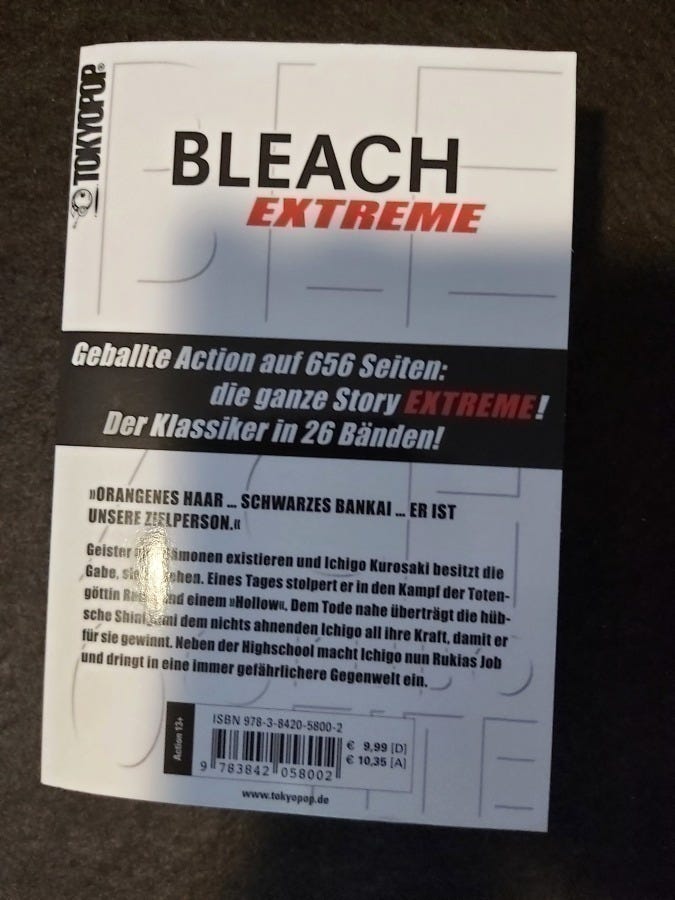 TOKYOPOP®
BLEACH
EXTREME
Geballte Action auf 656 Seiten:
die ganze Story EXTREME!
Der Klassiker in 26 Bänden!
»ORANGENES HAAR ... SCHWARZES BANKAI ... ER IST
UNSERE ZIELPERSON.«
Geister und Dämonen existieren und Ichigo Kurosaki besitzt die
Gabe, sie zu sehen. Eines Tages stolpert er in den Kampf der Toten-
göttin Rukia und einem »Hollow«. Dem Tode nahe überträgt die hüb-
sche Shinigami dem nichts ahnenden Ichigo all ihre Kraft, damit er
für sie gewinnt. Neben der Highschool macht Ichigo nun Rukias Job
und dringt in eine immer gefährlichere Gegenwelt ein.
Action 13+
ISBN 978-3-8420-5800-2
€ 9,99 [D]
€ 10,35 [A]
9 783842 058002
www.tokyopop.de